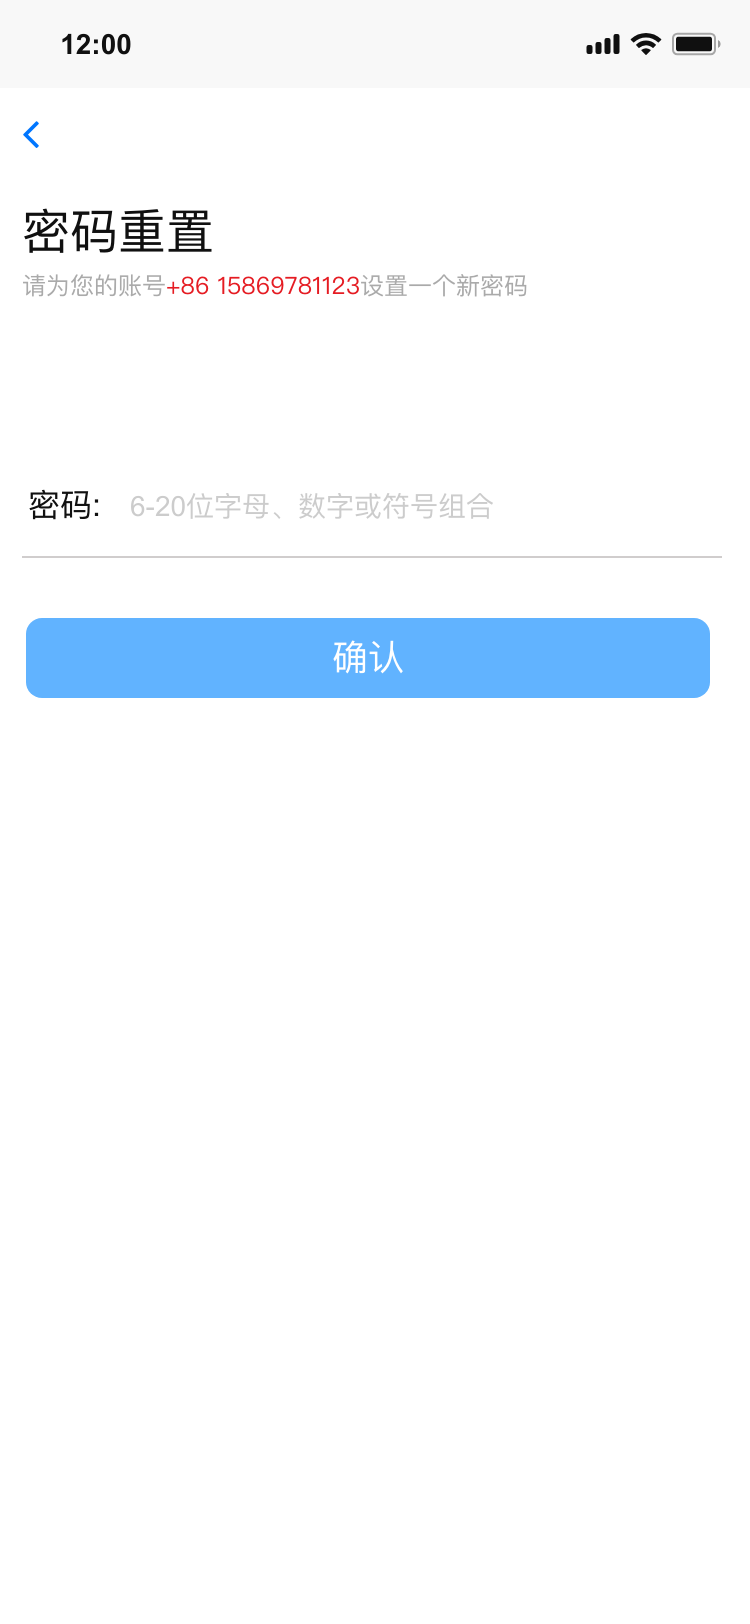 12:00
密码重置
请为您的账号+86 15869781123设置一个新密码
密码: 6-20位字母、数字或符号组合
确认